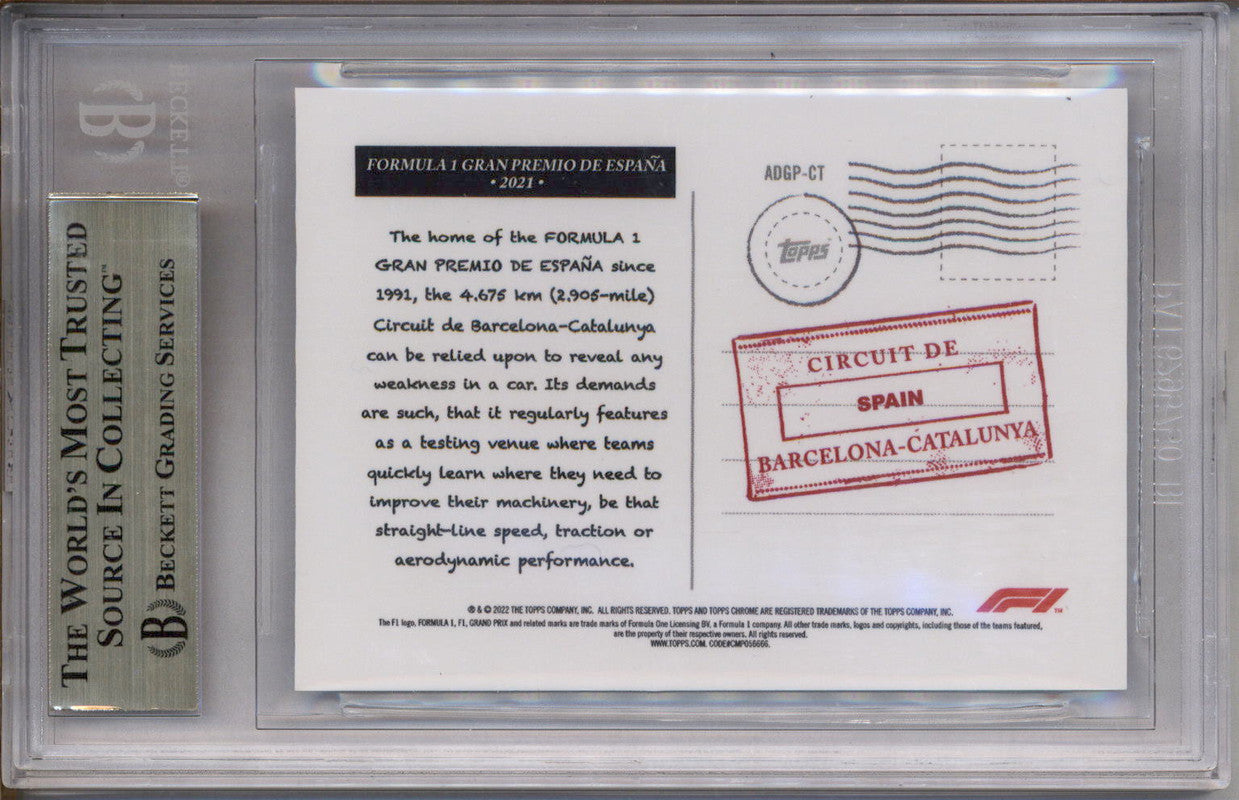 THE WORLD'S MOST TRUSTED
SOURCE IN COLLECTING™
B BECKETT GRADING SERVICES
FORMULA 1 GRAN PREMIO DE ESPAÑA
• 2021 •
The home of the FORMULA 1
GRAN PREMIO DE ESPAÑA since
1991, the 4.675 km (2.905-mile)
Circuit de Barcelona-Catalunya
can be relied upon to reveal any
weakness in a car. Its demands
are such, that it regularly features
as a testing venue where teams
quickly learn where they need to
improve their machinery, be that
straight-line speed, traction or
aerodynamic performance.
ADGP-CT
topps
CIRCUIT DE
SPAIN
BARCELONA-CATALUNYA
F1™
® & © 2022 THE TOPPS COMPANY, INC. ALL RIGHTS RESERVED. TOPPS AND TOPPS CHROME ARE REGISTERED TRADEMARKS OF THE TOPPS COMPANY, INC.
The F1 logo, FORMULA 1, F1, GRAND PRIX and related marks are trade marks of Formula One Licensing BV, a Formula 1 company. All other trade marks, logos and copyrights, including those of the teams featured,
are the property of their respective owners. All rights reserved.
WWW.TOPPS.COM. CODE#CMP056666.